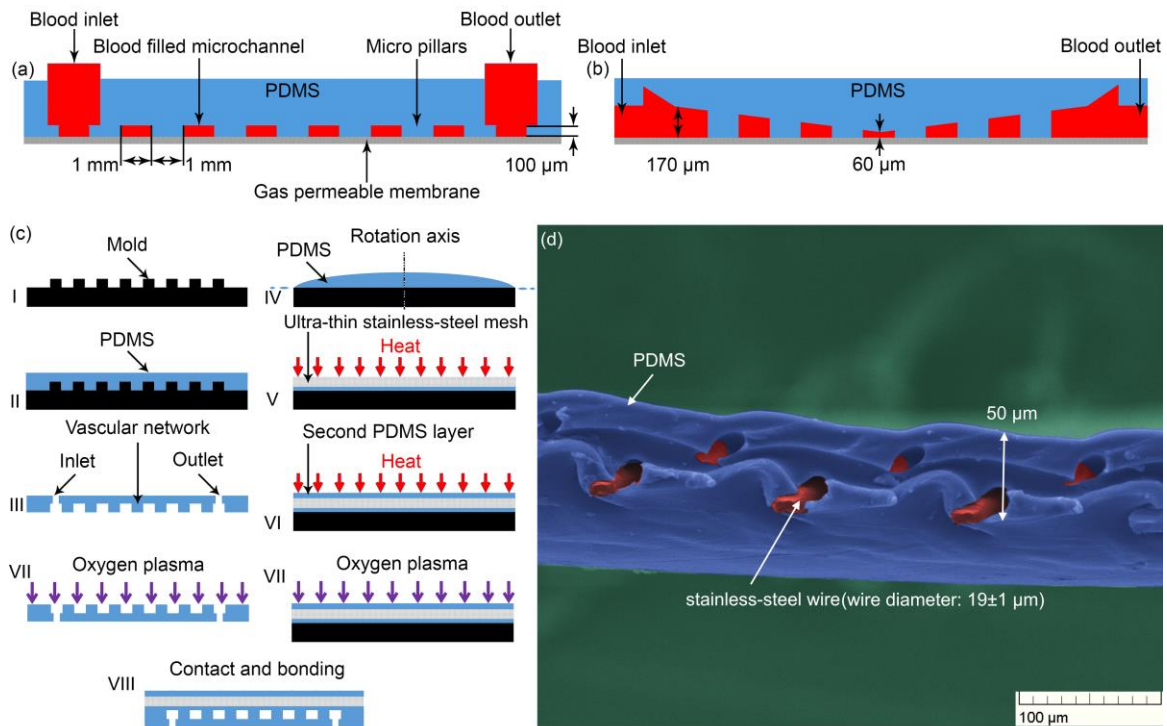 (a)
Blood inlet
Blood filled microchannel
Micro pillars
Blood outlet
PDMS
1 mm
1 mm
100 µm
Gas permeable membrane
(b)
Blood inlet
Blood outlet
PDMS
170 µm
60 µm
(c)
Mold
I
PDMS
Rotation axis
IV
PDMS
II
Ultra-thin stainless-steel mesh
Heat
V
Vascular network
Inlet
Outlet
III
Second PDMS layer
Heat
VI
VII
Oxygen plasma
VII
Oxygen plasma
Contact and bonding
VIII
(d)
PDMS
50 µm
stainless-steel wire(wire diameter: 19±1 µm)
100 µm